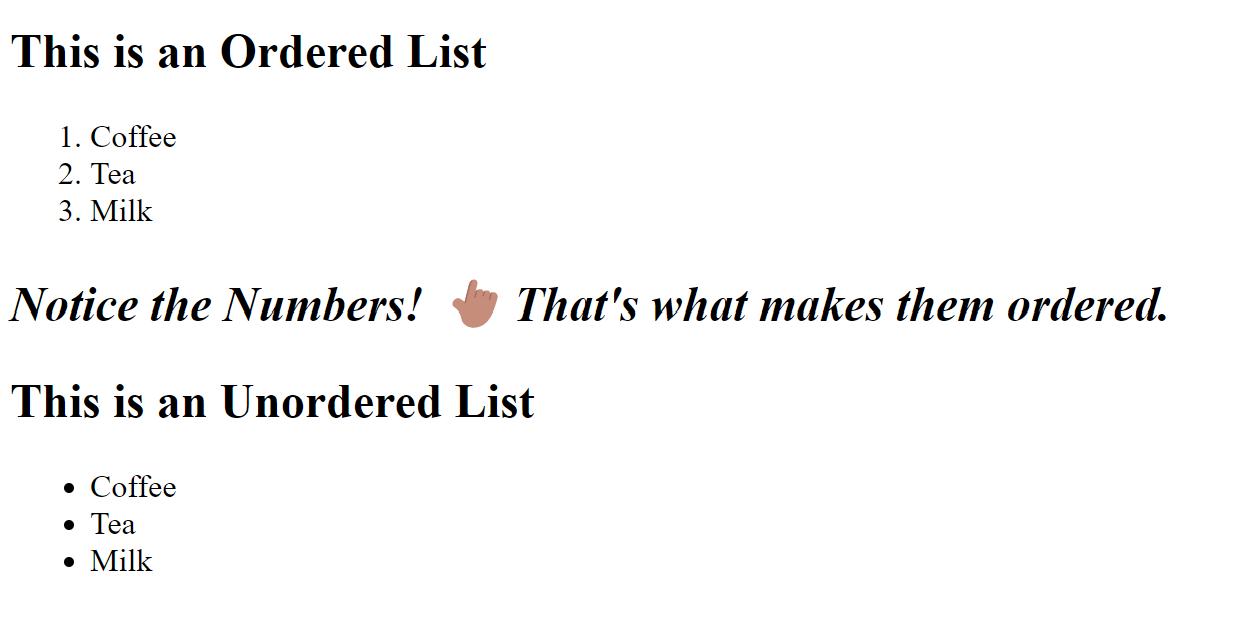 This is an Ordered List
1. Coffee
2. Tea
3. Milk
Notice the Numbers! 👆🏽 That's what makes them ordered.
This is an Unordered List
• Coffee
• Tea
• Milk